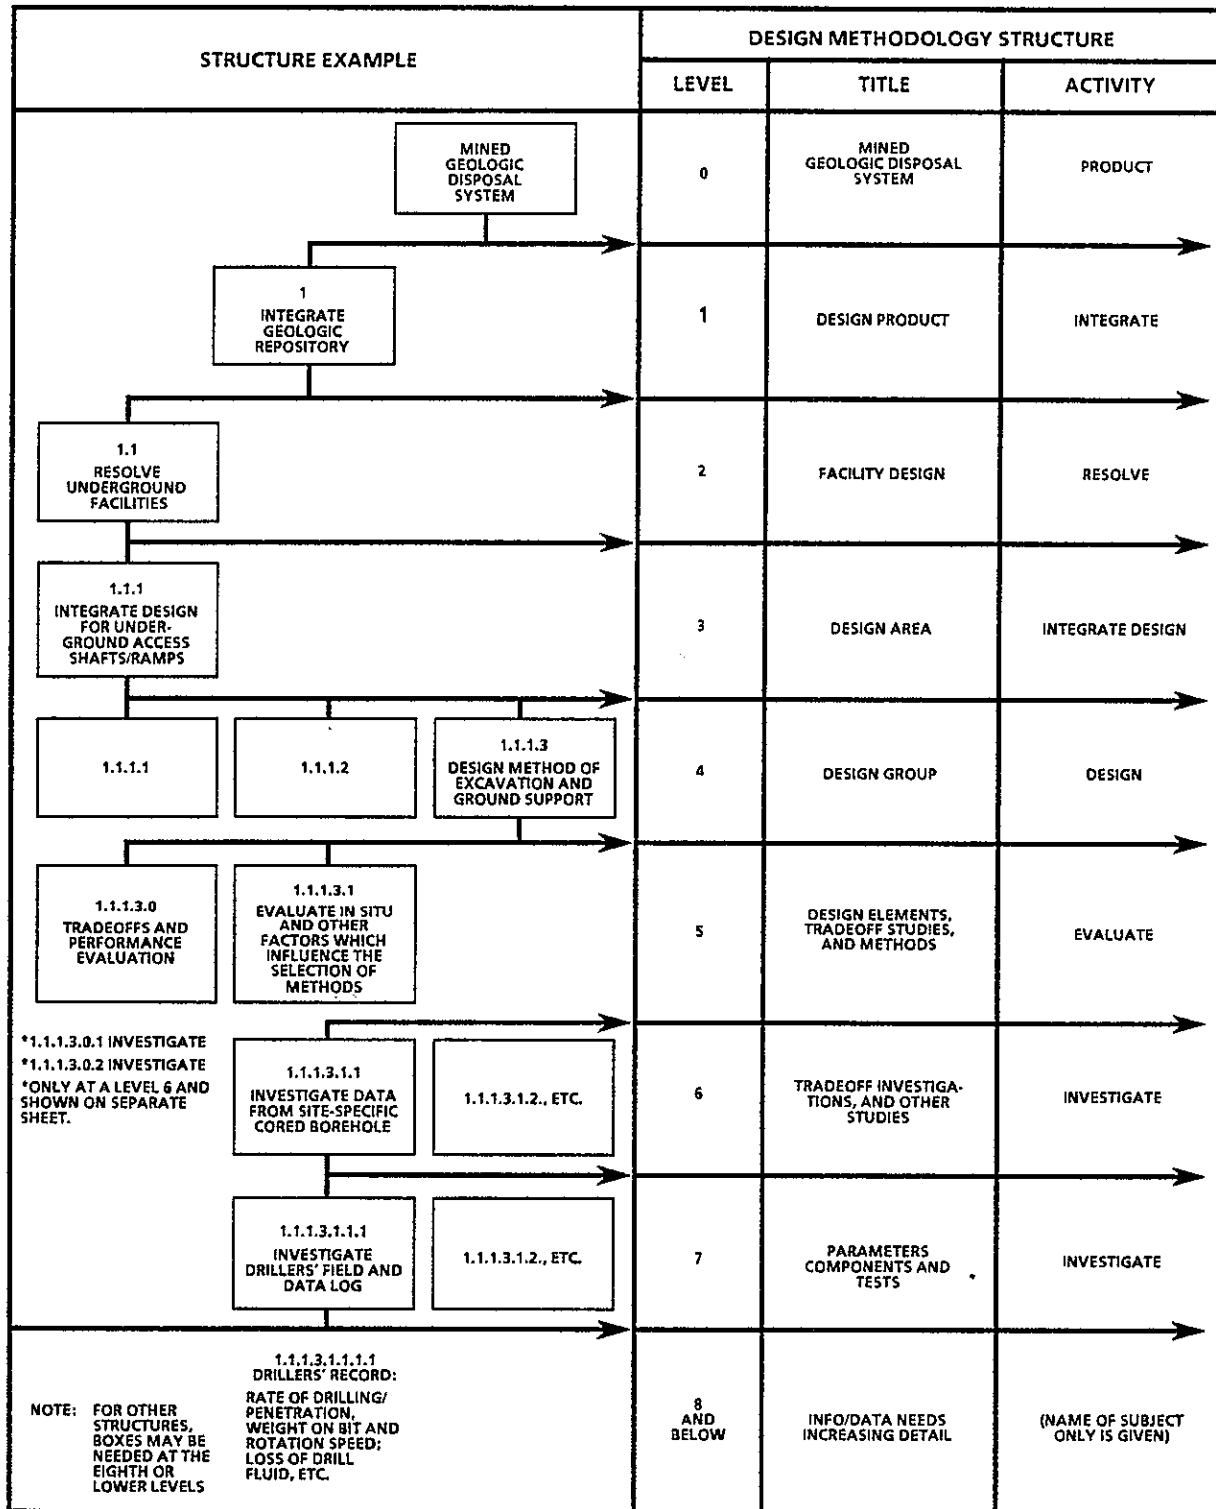 STRUCTURE EXAMPLE
DESIGN METHODOLOGY STRUCTURE
LEVEL
TITLE
ACTIVITY
MINED
GEOLOGIC
DISPOSAL
SYSTEM
0
MINED
GEOLOGIC DISPOSAL
SYSTEM
PRODUCT
1
INTEGRATE
GEOLOGIC
REPOSITORY
1
DESIGN PRODUCT
INTEGRATE
1.1
RESOLVE
UNDERGROUND
FACILITIES
2
FACILITY DESIGN
RESOLVE
1.1.1
INTEGRATE DESIGN
FOR UNDER-
GROUND ACCESS
SHAFTS/RAMPS
3
DESIGN AREA
INTEGRATE DESIGN
1.1.1.1
1.1.1.2
1.1.1.3
DESIGN METHOD OF
EXCAVATION AND
GROUND SUPPORT
4
DESIGN GROUP
DESIGN
1.1.1.3.0
TRADEOFFS AND
PERFORMANCE
EVALUATION
1.1.1.3.1
EVALUATE IN SITU
AND OTHER
FACTORS WHICH
INFLUENCE THE
SELECTION OF
METHODS
5
DESIGN ELEMENTS,
TRADEOFF STUDIES,
AND METHODS
EVALUATE
*1.1.1.3.0.1 INVESTIGATE
*1.1.1.3.0.2 INVESTIGATE
*ONLY AT A LEVEL 6 AND
SHOWN ON SEPARATE
SHEET.
1.1.1.3.1.1
INVESTIGATE DATA
FROM SITE-SPECIFIC
CORED BOREHOLE
1.1.1.3.1.2., ETC.
6
TRADEOFF INVESTIGA-
TIONS, AND OTHER
STUDIES
INVESTIGATE
1.1.1.3.1.1.1
INVESTIGATE
DRILLERS' FIELD AND
DATA LOG
1.1.1.3.1.2., ETC.
7
PARAMETERS
COMPONENTS AND
TESTS
INVESTIGATE
NOTE: FOR OTHER
STRUCTURES,
BOXES MAY BE
NEEDED AT THE
EIGHTH OR
LOWER LEVELS
1.1.1.3.1.1.1.1
DRILLERS' RECORD:
RATE OF DRILLING/
PENETRATION,
WEIGHT ON BIT AND
ROTATION SPEED;
LOSS OF DRILL
FLUID, ETC.
8
AND
BELOW
INFO/DATA NEEDS
INCREASING DETAIL
(NAME OF SUBJECT
ONLY IS GIVEN)